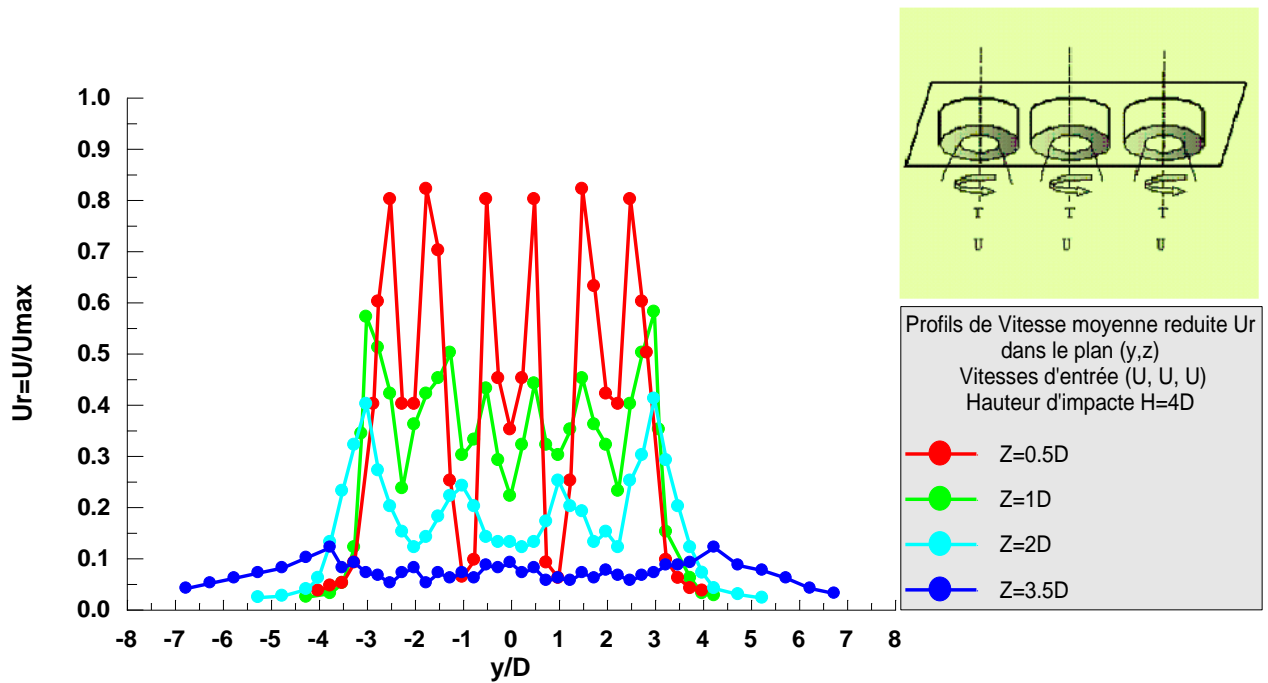 1.0
0.9
0.8
0.7
0.6
0.5
0.4
0.3
0.2
0.1
0.0
Ur=U/Umax
-8 -7 -6 -5 -4 -3 -2 -1 0 1 2 3 4 5 6 7 8
y/D
T T T
U U U
Profils de Vitesse moyenne reduite Ur
dans le plan (y,z)
Vitesses d'entrée (U, U, U)
Hauteur d'impacte H=4D
Z=0.5D
Z=1D
Z=2D
Z=3.5D